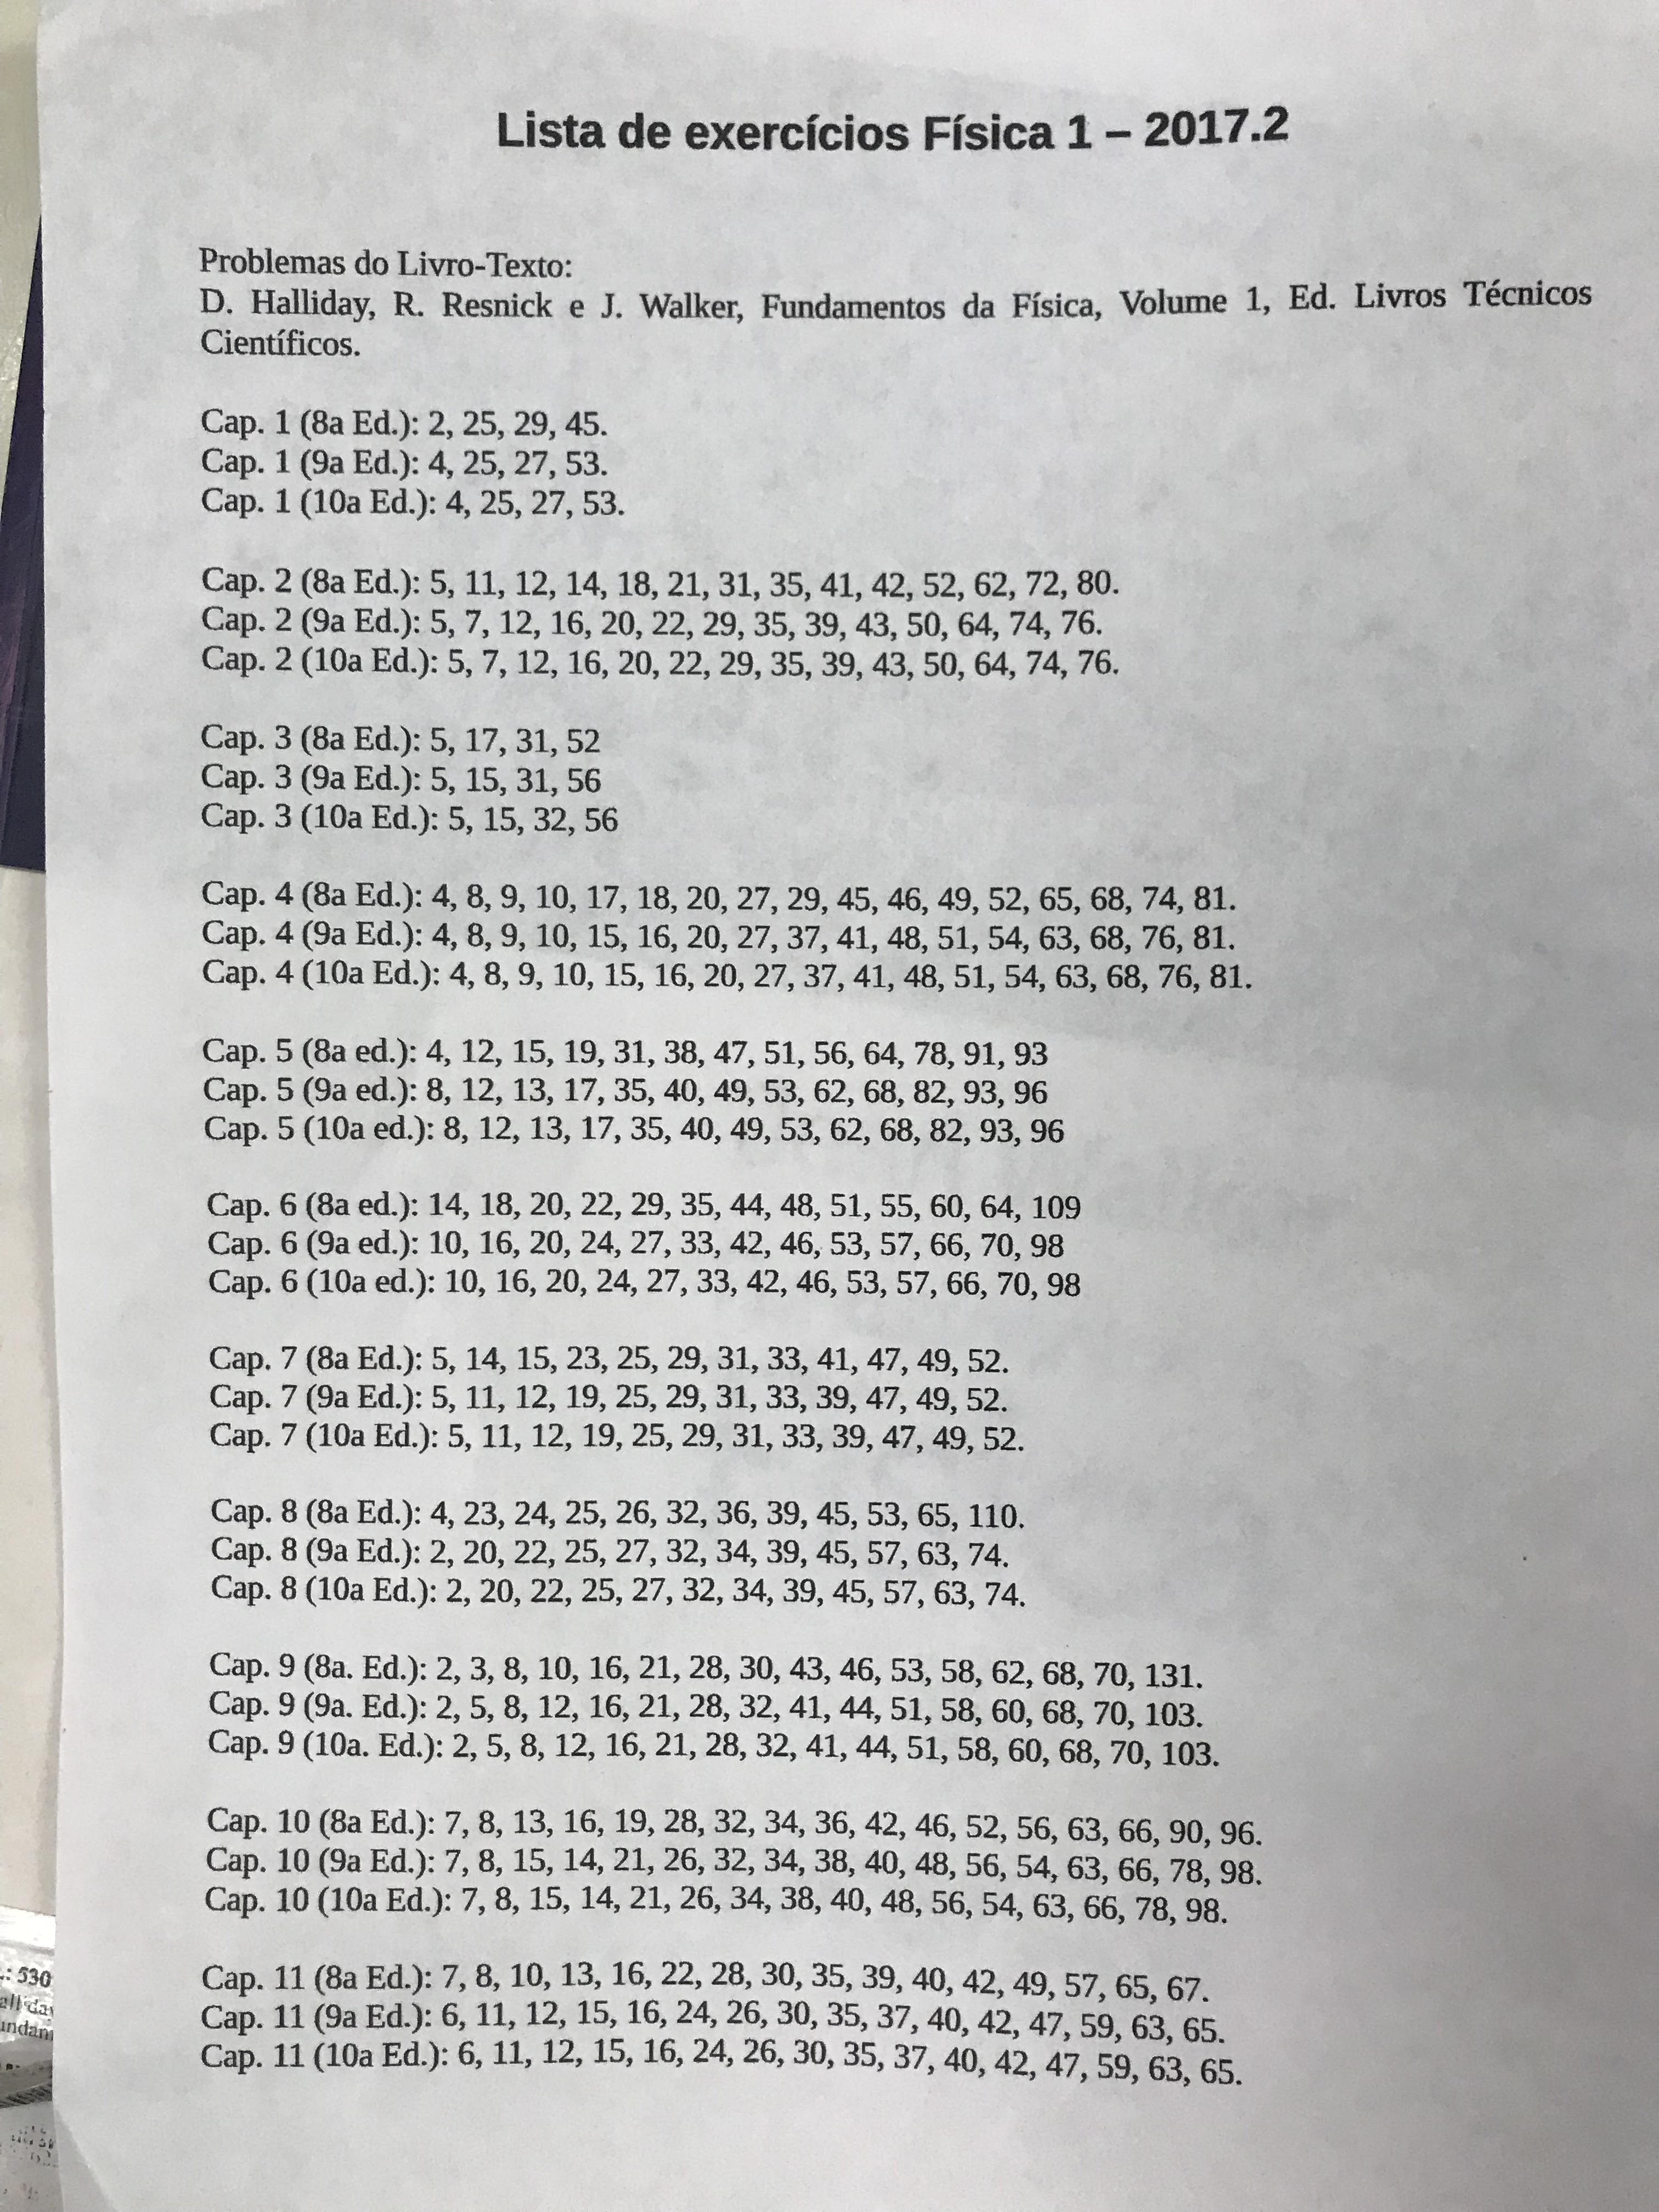 Lista de exercícios Física 1 – 2017.2
Problemas do Livro-Texto:
D. Halliday, R. Resnick e J. Walker, Fundamentos da Física, Volume 1, Ed. Livros Técnicos
Científicos.
Cap. 1 (8a Ed.): 2, 25, 29, 45.
Cap. 1 (9a Ed.): 4, 25, 27, 53.
Cap. 1 (10a Ed.): 4, 25, 27, 53.
Cap. 2 (8a Ed.): 5, 11, 12, 14, 18, 21, 31, 35, 41, 42, 52, 62, 72, 80.
Cap. 2 (9a Ed.): 5, 7, 12, 16, 20, 22, 29, 35, 39, 43, 50, 64, 74, 76.
Cap. 2 (10a Ed.): 5, 7, 12, 16, 20, 22, 29, 35, 39, 43, 50, 64, 74, 76.
Cap. 3 (8a Ed.): 5, 17, 31, 52
Cap. 3 (9a Ed.): 5, 15, 31, 56
Cap. 3 (10a Ed.): 5, 15, 32, 56
Cap. 4 (8a Ed.): 4, 8, 9, 10, 17, 18, 20, 27, 29, 45, 46, 49, 52, 65, 68, 74, 81.
Cap. 4 (9a Ed.): 4, 8, 9, 10, 15, 16, 20, 27, 37, 41, 48, 51, 54, 63, 68, 76, 81.
Cap. 4 (10a Ed.): 4, 8, 9, 10, 15, 16, 20, 27, 37, 41, 48, 51, 54, 63, 68, 76, 81.
Cap. 5 (8a ed.): 4, 12, 15, 19, 31, 38, 47, 51, 56, 64, 78, 91, 93
Cap. 5 (9a ed.): 8, 12, 13, 17, 35, 40, 49, 53, 62, 68, 82, 93, 96
Cap. 5 (10a ed.): 8, 12, 13, 17, 35, 40, 49, 53, 62, 68, 82, 93, 96
Cap. 6 (8a ed.): 14, 18, 20, 22, 29, 35, 44, 48, 51, 55, 60, 64, 109
Cap. 6 (9a ed.): 10, 16, 20, 24, 27, 33, 42, 46, 53, 57, 66, 70, 98
Cap. 6 (10a ed.): 10, 16, 20, 24, 27, 33, 42, 46, 53, 57, 66, 70, 98
Cap. 7 (8a Ed.): 5, 14, 15, 23, 25, 29, 31, 33, 41, 47, 49, 52.
Cap. 7 (9a Ed.): 5, 11, 12, 19, 25, 29, 31, 33, 39, 47, 49, 52.
Cap. 7 (10a Ed.): 5, 11, 12, 19, 25, 29, 31, 33, 39, 47, 49, 52.
Cap. 8 (8a Ed.): 4, 23, 24, 25, 26, 32, 36, 39, 45, 53, 65, 110.
Cap. 8 (9a Ed.): 2, 20, 22, 25, 27, 32, 34, 39, 45, 57, 63, 74.
Cap. 8 (10a Ed.): 2, 20, 22, 25, 27, 32, 34, 39, 45, 57, 63, 74.
Cap. 9 (8a. Ed.): 2, 3, 8, 10, 16, 21, 28, 30, 43, 46, 53, 58, 62, 68, 70, 131.
Cap. 9 (9a. Ed.): 2, 5, 8, 12, 16, 21, 28, 32, 41, 44, 51, 58, 60, 68, 70, 103.
Cap. 9 (10a. Ed.): 2, 5, 8, 12, 16, 21, 28, 32, 41, 44, 51, 58, 60, 68, 70, 103.
Cap. 10 (8a Ed.): 7, 8, 13, 16, 19, 28, 32, 34, 36, 42, 46, 52, 56, 63, 66, 90, 96.
Cap. 10 (9a Ed.): 7, 8, 15, 14, 21, 26, 32, 34, 38, 40, 48, 56, 54, 63, 66, 78, 98.
Cap. 10 (10a Ed.): 7, 8, 15, 14, 21, 26, 34, 38, 40, 48, 56, 54, 63, 66, 78, 98.
Cap. 11 (8a Ed.): 7, 8, 10, 13, 16, 22, 28, 30, 35, 39, 40, 42, 49, 57, 65, 67.
Cap. 11 (9a Ed.): 6, 11, 12, 15, 16, 24, 26, 30, 35, 37, 40, 42, 47, 59, 63, 65.
Cap. 11 (10a Ed.): 6, 11, 12, 15, 16, 24, 26, 30, 35, 37, 40, 42, 47, 59, 63, 65.
.: 530